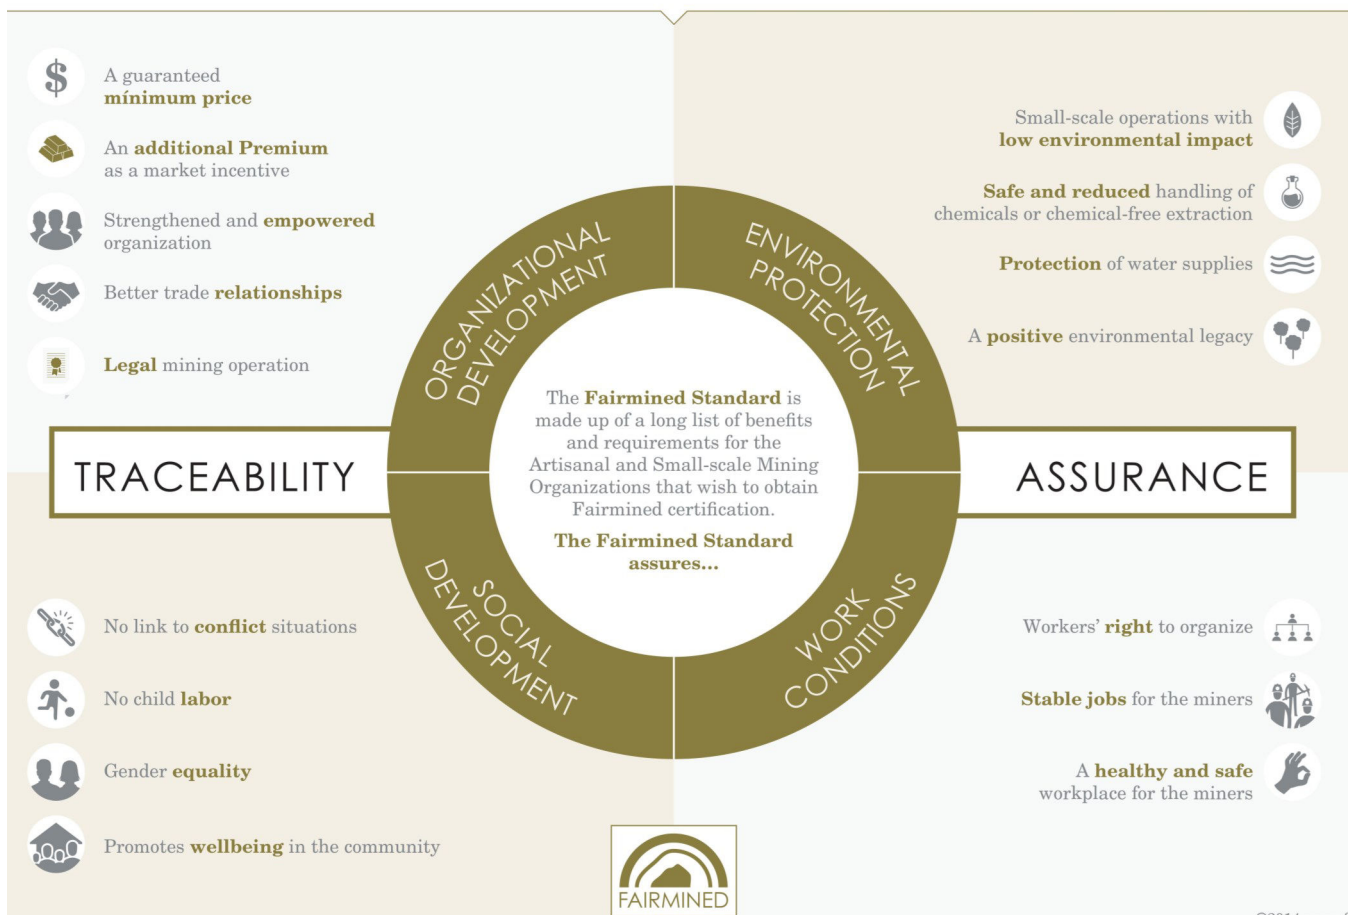 A guaranteed
mínimum price
An additional Premium
as a market incentive
Strengthened and empowered
organization
Better trade relationships
Legal mining operation
Small-scale operations with
low environmental impact
Safe and reduced handling of
chemicals or chemical-free extraction
Protection of water supplies
A positive environmental legacy
ORGANIZATIONAL
DEVELOPMENT
ENVIRONMENTAL
PROTECTION
TRACEABILITY
The Fairmined Standard is
made up of a long list of benefits
and requirements for the
Artisanal and Small-scale Mining
Organizations that wish to obtain
Fairmined certification.
The Fairmined Standard
assures...
ASSURANCE
SOCIAL
DEVELOPMENT
WORK
CONDITIONS
No link to conflict situations
No child labor
Gender equality
Promotes wellbeing in the community
Workers' right to organize
Stable jobs for the miners
A healthy and safe
workplace for the miners
FAIRMINED